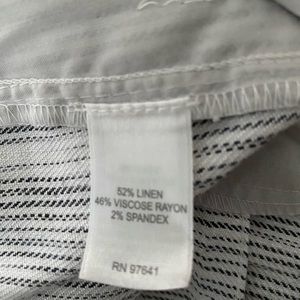 52% LINEN
46% VISCOSE RAYON
2% SPANDEX
RN 97641